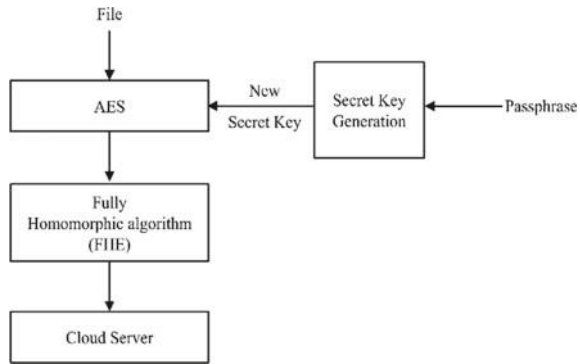 File
AES
New
Secret Key
Secret Key
Generation
Passphrase
Fully
Homomorphic algorithm
(FHE)
Cloud Server